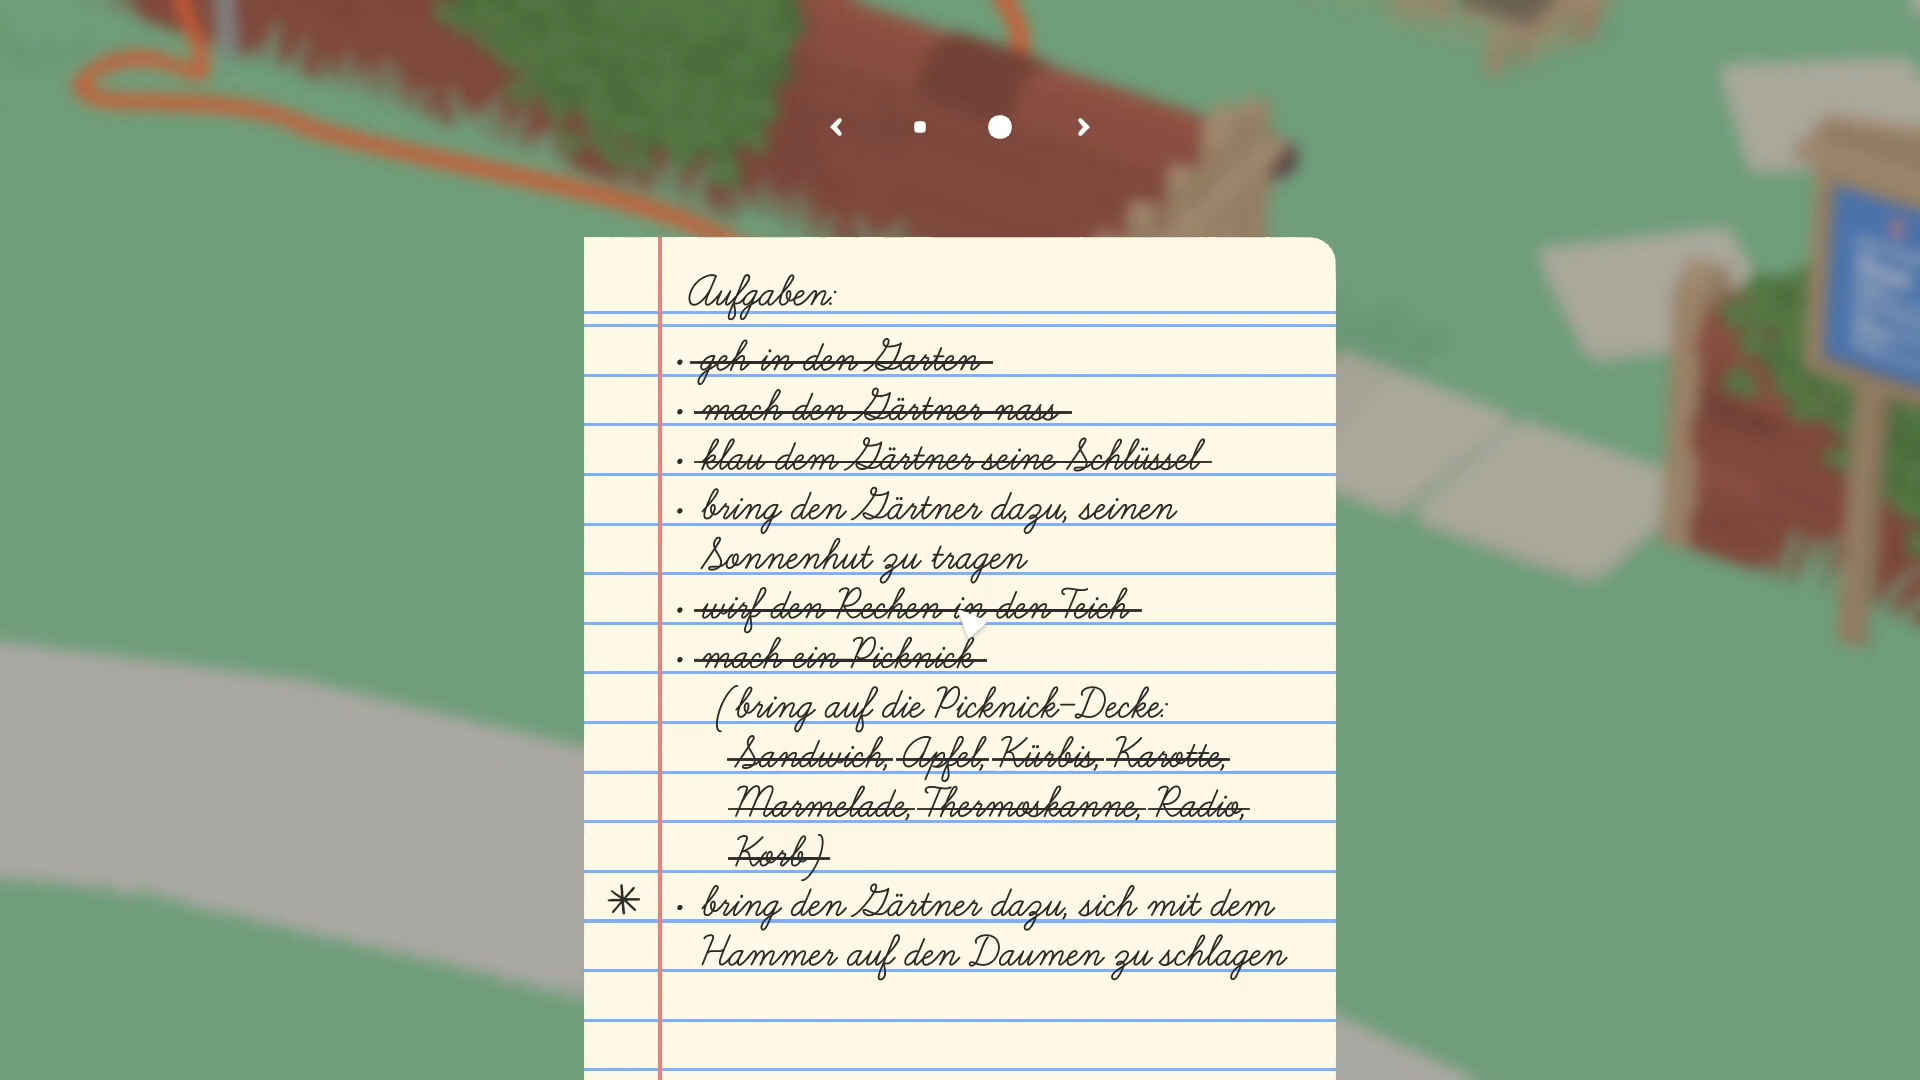 Aufgaben:
• geh in den Garten
• mach den Gärtner nass
• klau dem Gärtner seine Schlüssel
• bring den Gärtner dazu, seinen
Sonnenhut zu tragen
• wirf den Rechen in den Teich
• mach ein Picknick
(bring auf die Picknick-Decke:
Sandwich, Apfel, Kürbis, Karotte,
Marmelade, Thermoskanne, Radio,
Korb)
• bring den Gärtner dazu, sich mit dem
Hammer auf den Daumen zu schlagen